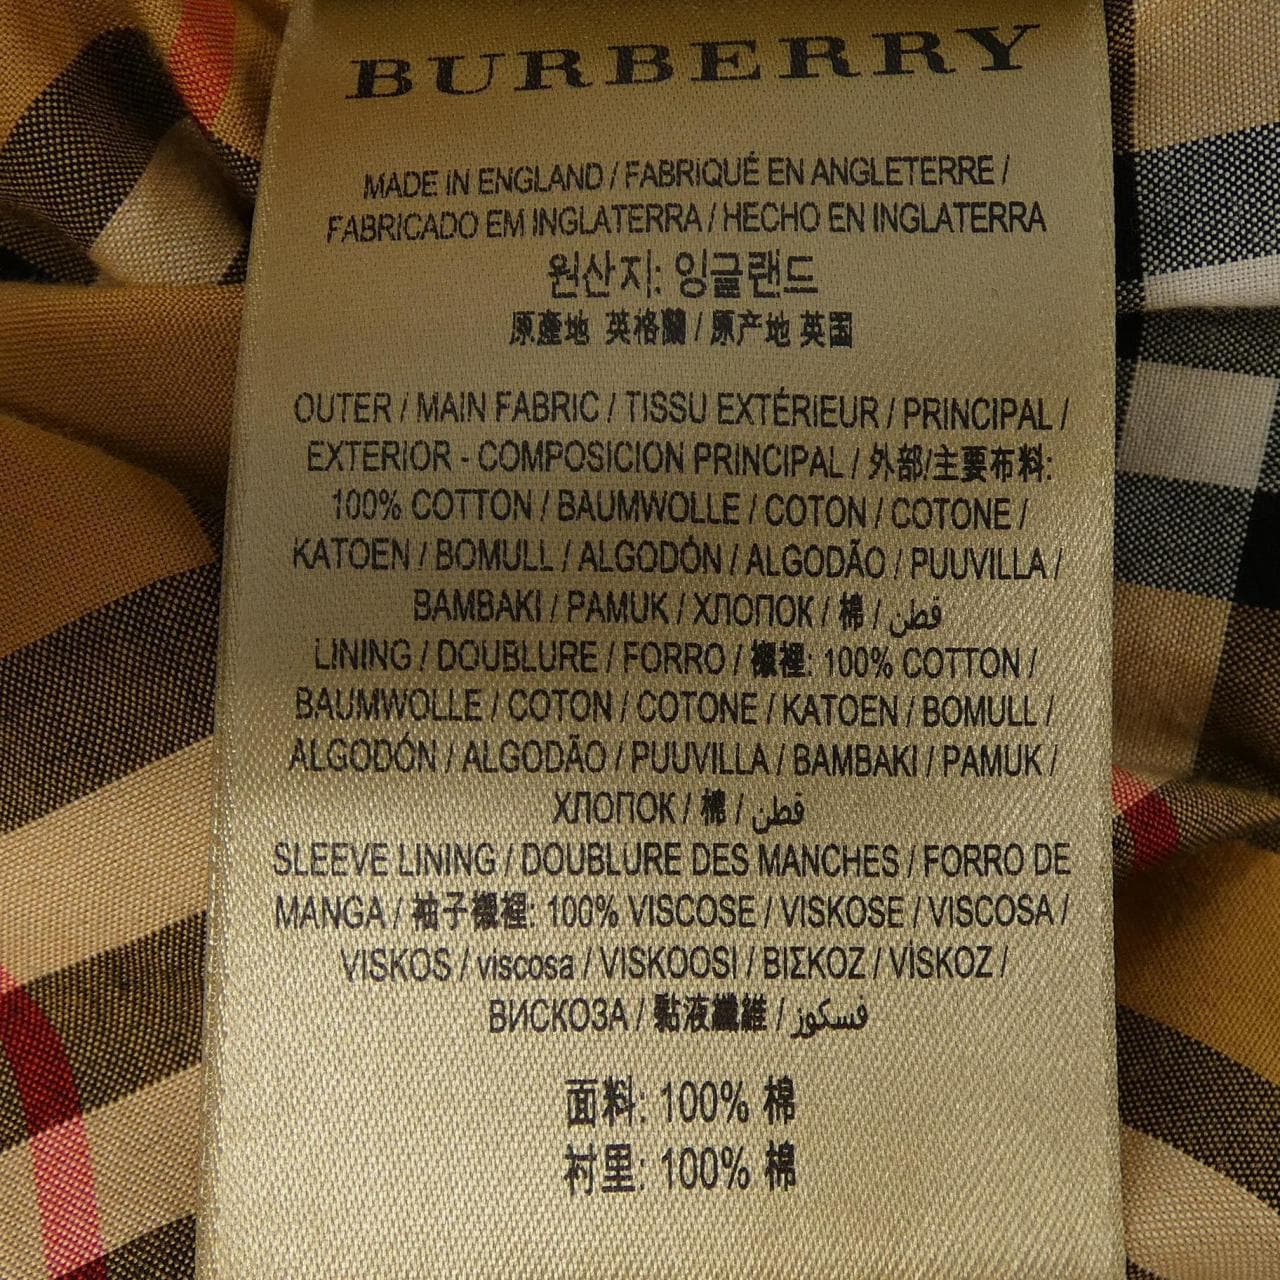 BURBERRY
MADE IN ENGLAND / FABRIQUÉ EN ANGLETERRE /
FABRICADO EM INGLATERRA / HECHO EN INGLATERRA
원산지: 잉글랜드
原產地 英格蘭 / 原产地 英国
OUTER / MAIN FABRIC / TISSU EXTÉRIEUR / PRINCIPAL /
EXTERIOR - COMPOSICION PRINCIPAL / 外部/主要布料:
100% COTTON / BAUMWOLLE / COTON / COTONE /
KATOEN / BOMULL / ALGODÓN / ALGODÃO / PUUVILLA /
BAMBAKI / PAMUK / ХЛОПОК / 棉 / قطن
LINING / DOUBLURE / FORRO / 襯裡: 100% COTTON /
BAUMWOLLE / COTON / COTONE / KATOEN / BOMULL /
ALGODÓN / ALGODÃO / PUUVILLA / BAMBAKI / PAMUK /
ХЛОПОК / 棉 / قطن
SLEEVE LINING / DOUBLURE DES MANCHES / FORRO DE
MANGA / 袖子襯裡: 100% VISCOSE / VISKOSE / VISCOSA /
VISKOS / viscosa / VISKOOSI / ΒΙΣΚΟΖ / VİSKOZ /
ВИСКОЗА / 黏液纖維 / فسكوز
面料: 100% 棉
衬里: 100% 棉